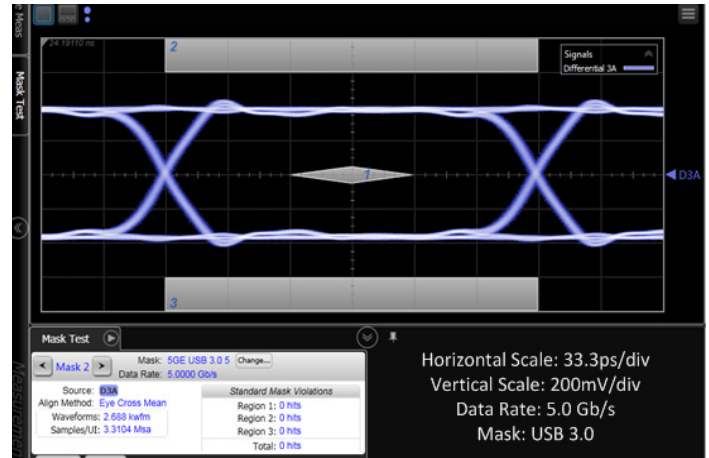 e Meas
Mask Test
24.19110 ns
2
Signals
Differential 3A
1
D3A
3
Mask Test
Mask 2
Mask: 5GE USB 3.0 5 Change...
Data Rate: 5.0000 Gb/s
Source: D3A
Align Method: Eye Cross Mean
Waveforms: 2.688 kwfm
Samples/UI: 3.3104 Msa
Standard Mask Violations
Region 1: 0 hits
Region 2: 0 hits
Region 3: 0 hits
Total: 0 hits
Measuremen
Horizontal Scale: 33.3ps/div
Vertical Scale: 200mV/div
Data Rate: 5.0 Gb/s
Mask: USB 3.0